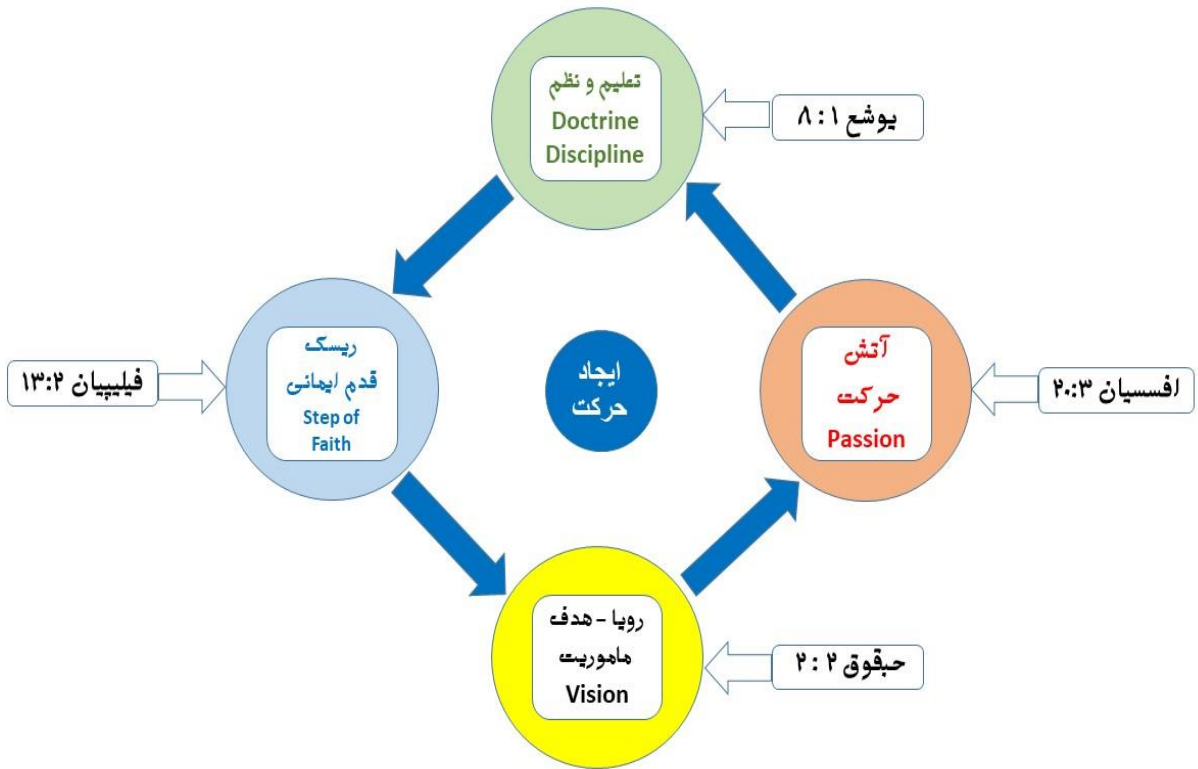 تعلیم و نظم
Doctrine
Discipline
یوشع ۱ : ۸
ریسک
قدم ایمانی
Step of
Faith
فیلیپیان ۱۳:۲
ایجاد
حرکت
آتش
حرکت
Passion
افسسیان ۲۰:۳
رویا - هدف
ماموریت
Vision
حبقوق ۲ : ۲